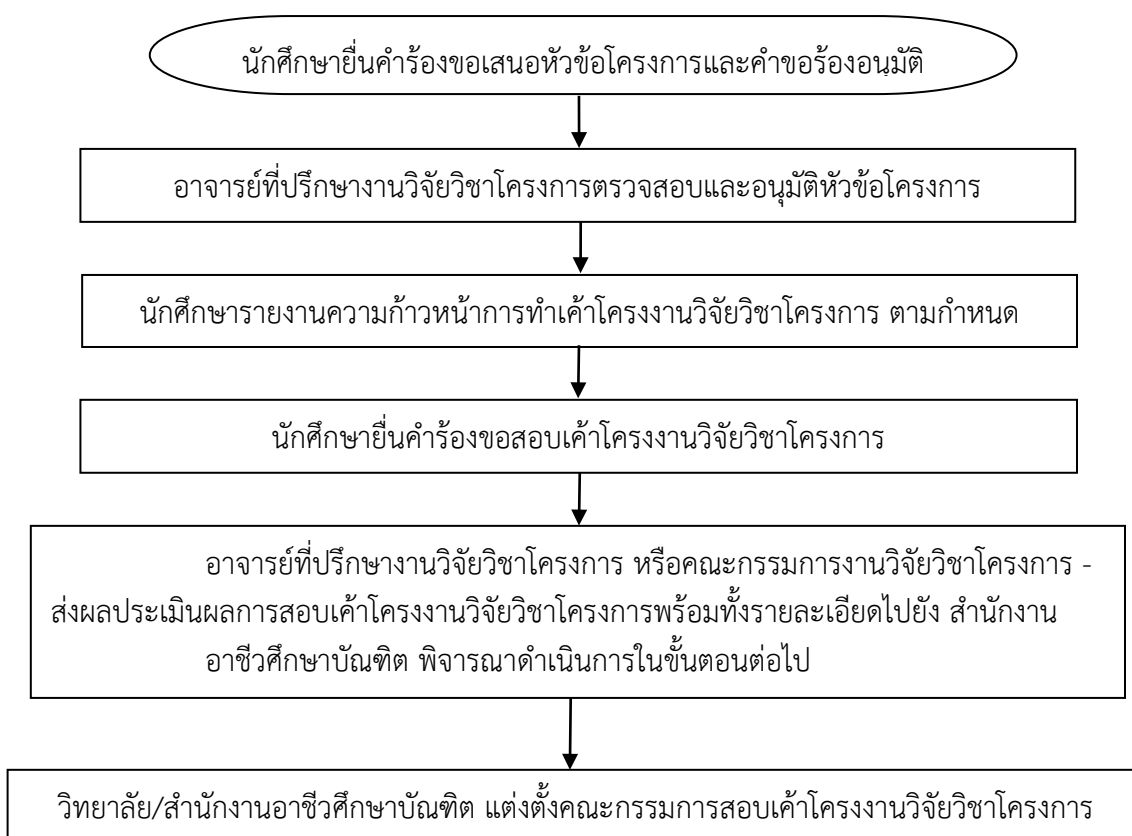 นักศึกษายื่นคำร้องขอเสนอหัวข้อโครงการและคำขอร้องอนุมัติ
อาจารย์ที่ปรึกษางานวิจัยวิชาโครงการตรวจสอบและอนุมัติหัวข้อโครงการ
นักศึกษารายงานความก้าวหน้าการทำเค้าโครงงานวิจัยวิชาโครงการ ตามกำหนด
นักศึกษายื่นคำร้องขอสอบเค้าโครงงานวิจัยวิชาโครงการ
อาจารย์ที่ปรึกษางานวิจัยวิชาโครงการ หรือคณะกรรมการงานวิจัยวิชาโครงการ -
ส่งผลประเมินผลการสอบเค้าโครงงานวิจัยวิชาโครงการพร้อมทั้งรายละเอียดไปยัง สำนักงาน
อาชีวศึกษาบัณฑิต พิจารณาดำเนินการในขั้นตอนต่อไป
วิทยาลัย/สำนักงานอาชีวศึกษาบัณฑิต แต่งตั้งคณะกรรมการสอบเค้าโครงงานวิจัยวิชาโครงการ